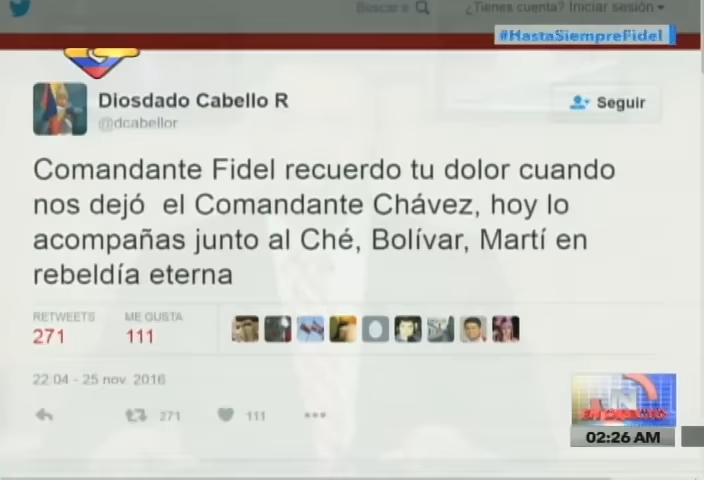 Buscar
¿Tienes cuenta? Iniciar sesión
#HastaSiempreFidel
Diosdado Cabello R
@dcabellor
Seguir
Comandante Fidel recuerdo tu dolor cuando
nos dejó el Comandante Chávez, hoy lo
acompañas junto al Ché, Bolívar, Martí en
rebeldía eterna
RETWEETS
ME GUSTA
271
111
22:04 - 25 nov. 2016
271
111
02:26 AM